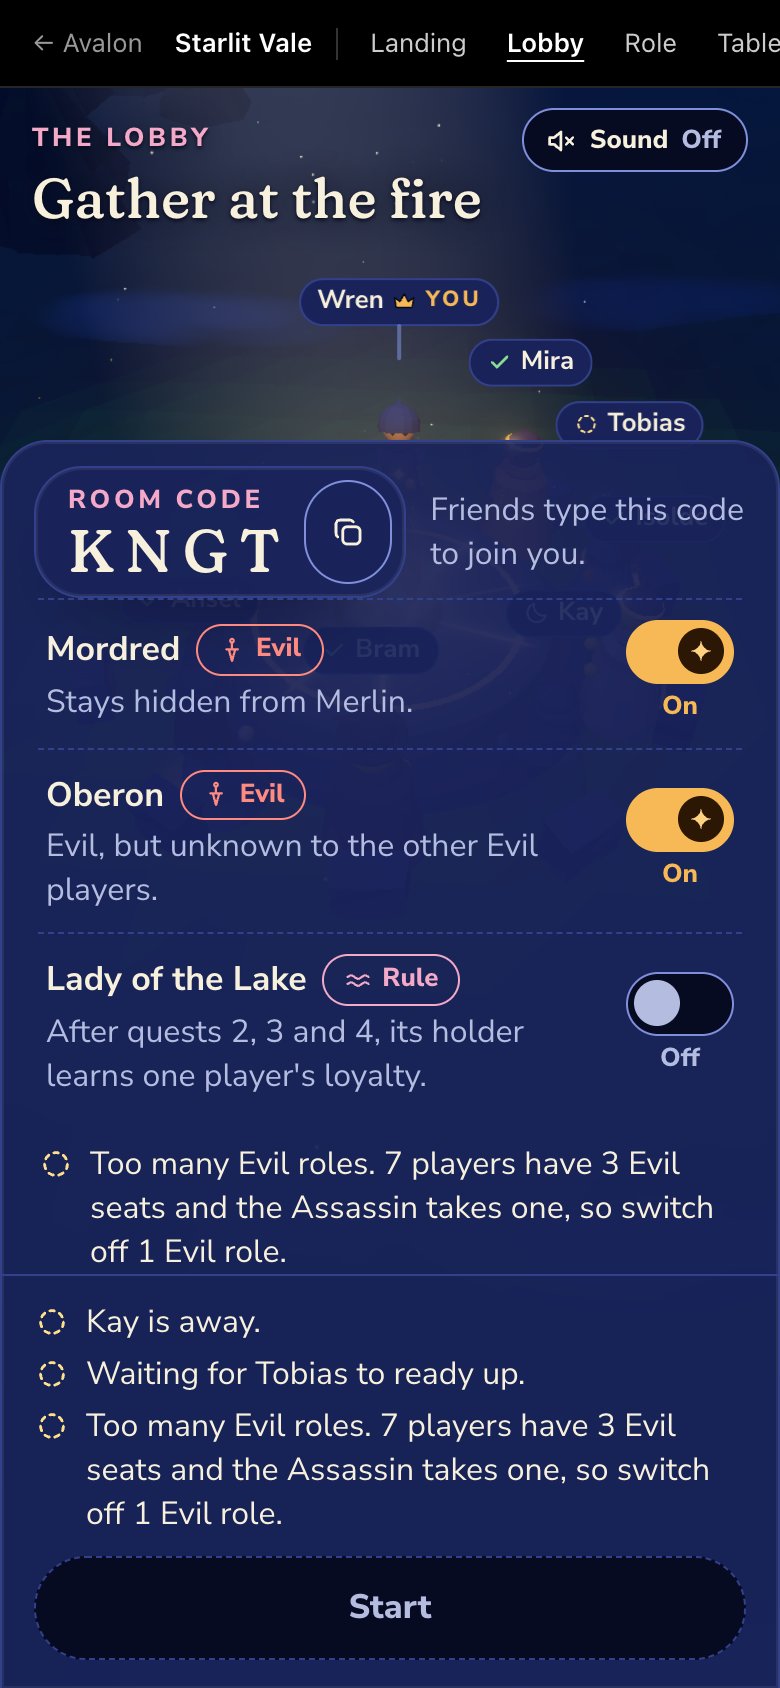 ← Avalon Starlit Vale Landing Lobby Role Table
THE LOBBY
Sound Off
Gather at the fire
Wren YOU
Mira
Tobias
ROOM CODE
KNGT
Friends type this code
to join you.
Kay
Bram
Mordred Evil
Stays hidden from Merlin.
On
Oberon Evil
Evil, but unknown to the other Evil
players.
On
Lady of the Lake Rule
After quests 2, 3 and 4, its holder
learns one player's loyalty.
Off
Too many Evil roles. 7 players have 3 Evil
seats and the Assassin takes one, so switch
off 1 Evil role.
Kay is away.
Waiting for Tobias to ready up.
Too many Evil roles. 7 players have 3 Evil
seats and the Assassin takes one, so switch
off 1 Evil role.
Start